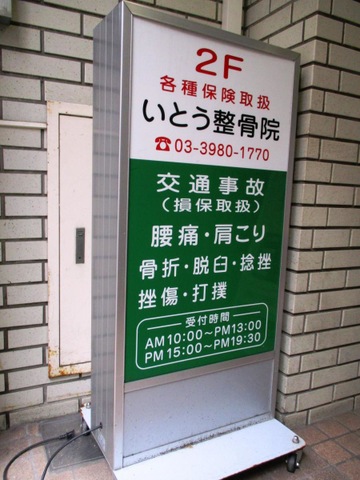 2F
各種保険取扱
いとう整骨院
☎03-3980-1770
交通事故
(損保取扱)
腰痛・肩こり
骨折・脱臼・捻挫
挫傷・打撲
受付時間
AM10:00～PM13:00
PM15:00～PM19:30